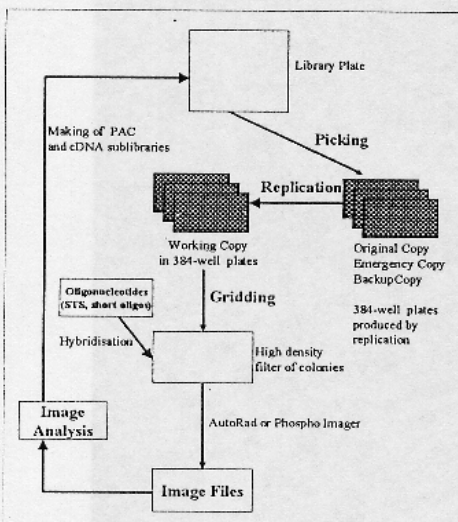 Library Plate
Making of PAC
and cDNA sublibraries
Picking
Replication
Working Copy
in 384-well plates
Original Copy
Emergency Copy
BackupCopy
384-well plates
produced by
replication
Oligonucleotides
(STS, short oligos)
Gridding
Hybridisation
High density
filter of colonies
Image
Analysis
AutoRad or Phospho Imager
Image Files